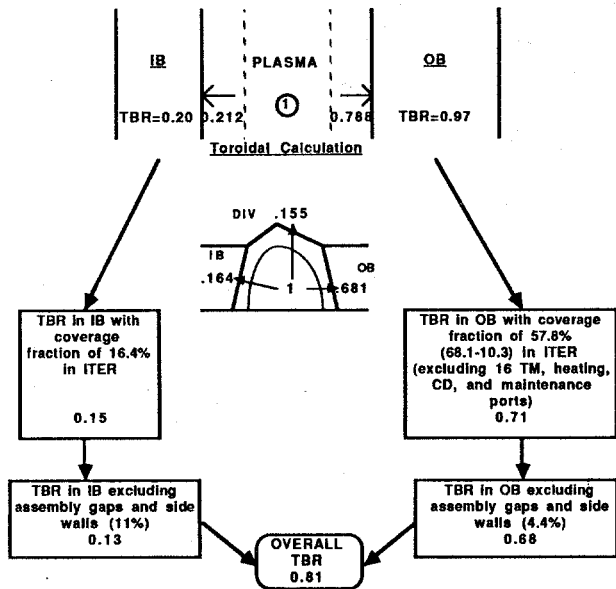 IB
PLASMA
OB
TBR=0.20
0.212
1
0.788
TBR=0.97
Toroidal Calculation
DIV
.155
IB
OB
.164
1
.681
TBR in IB with
coverage
fraction of 16.4%
in ITER
0.15
TBR in OB with coverage
fraction of 57.8%
(68.1-10.3) in ITER
(excluding 16 TM, heating,
CD, and maintenance
ports)
0.71
TBR in IB excluding
assembly gaps and side
walls (11%)
0.13
TBR in OB excluding
assembly gaps and side
walls (4.4%)
0.68
OVERALL
TBR
0.81